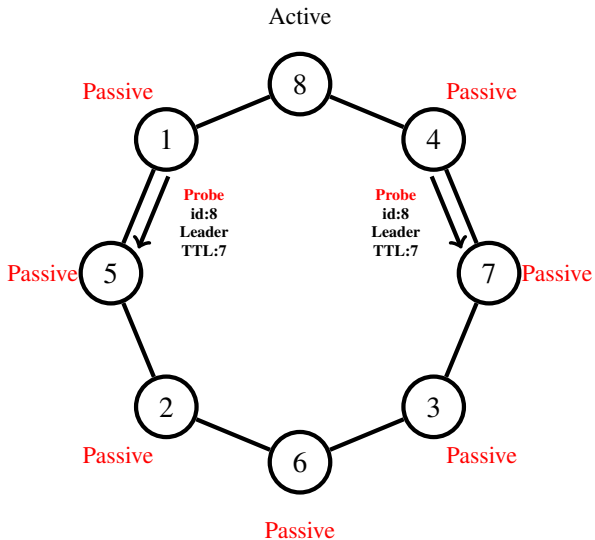 Active
8
Passive
Passive
1
4
Probe
id:8
Leader
TTL:7
Probe
id:8
Leader
TTL:7
Passive
5
7
Passive
2
3
Passive
Passive
6
Passive